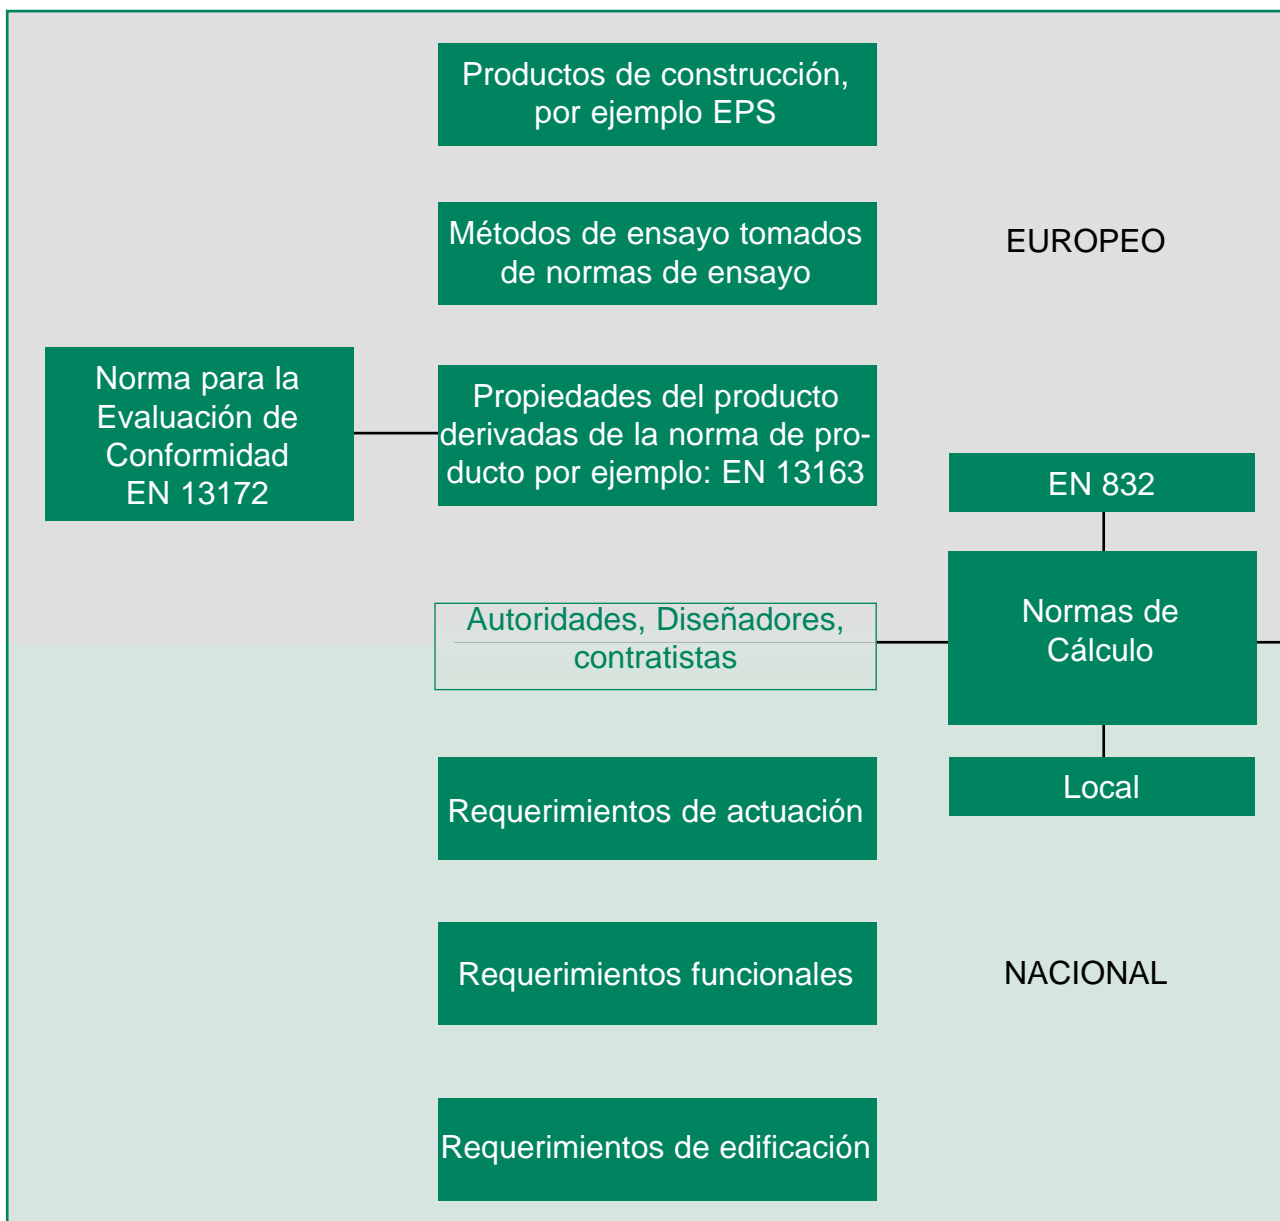 Productos de construcción,
por ejemplo EPS
Métodos de ensayo tomados
de normas de ensayo
EUROPEO
Norma para la
Evaluación de
Conformidad
EN 13172
Propiedades del producto
derivadas de la norma de pro-
ducto por ejemplo: EN 13163
EN 832
Autoridades, Diseñadores,
contratistas
Normas de
Cálculo
Requerimientos de actuación
Local
Requerimientos funcionales
NACIONAL
Requerimientos de edificación